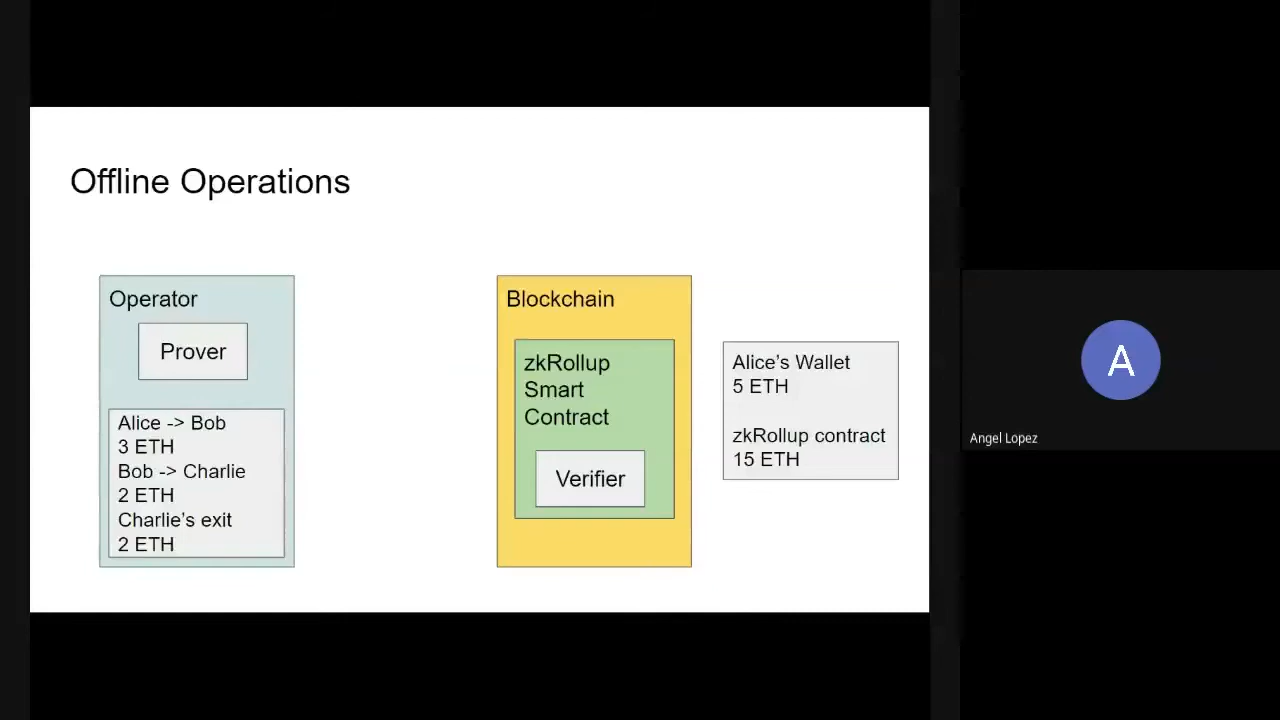 Offline Operations
Operator
Prover
Alice -> Bob
3 ETH
Bob -> Charlie
2 ETH
Charlie's exit
2 ETH
Blockchain
zkRollup
Smart
Contract
Verifier
Alice's Wallet
5 ETH
zkRollup contract
15 ETH
A
Angel Lopez